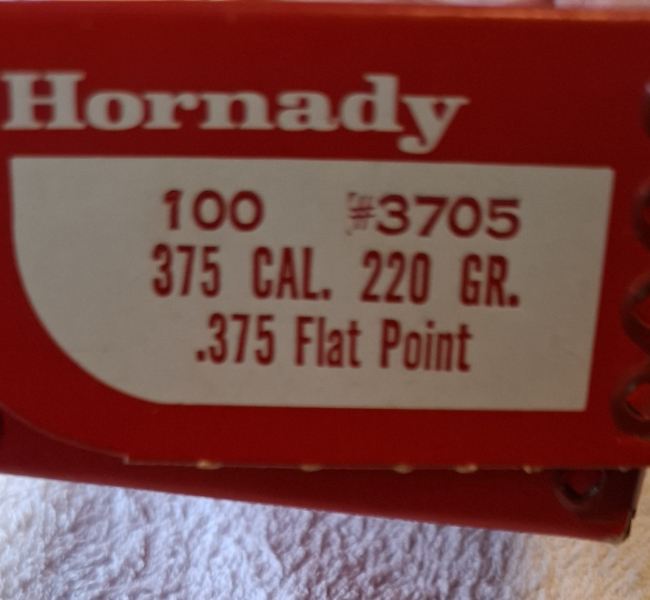 Hornady
100 #3705
375 CAL. 220 GR.
.375 Flat Point